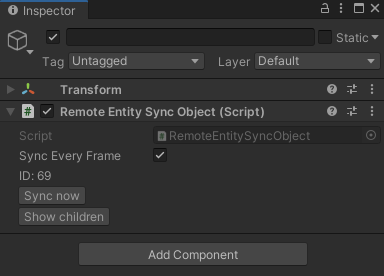 Inspector
Static
Tag Untagged Layer Default
Transform
# Remote Entity Sync Object (Script)
Script # RemoteEntitySyncObject
Sync Every Frame
ID: 69
Sync now
Show children
Add Component